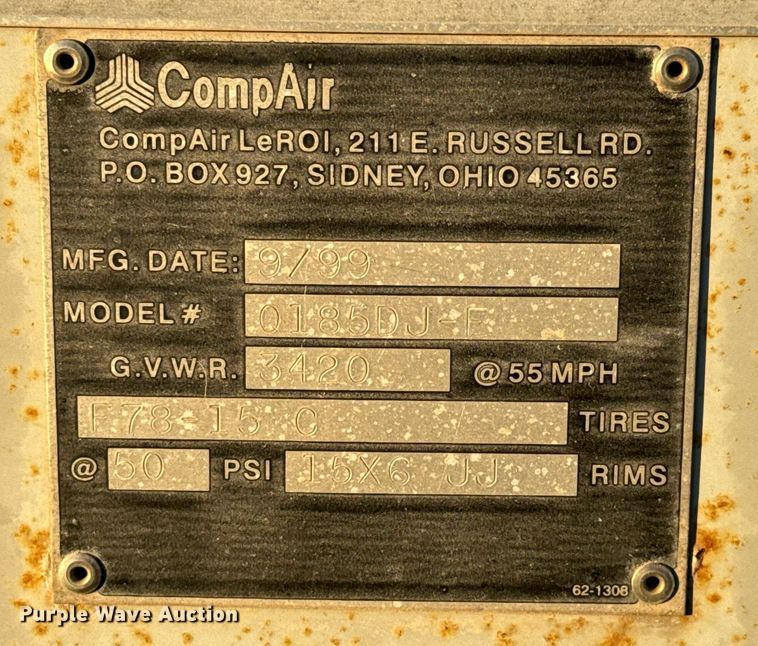 CompAir
CompAir LeROI, 211 E. RUSSELL RD.
P.O. BOX 927, SIDNEY, OHIO 45365
MFG. DATE: 9/99
MODEL # Q185DJ-F
G.V.W.R. 3420 @ 55 MPH
F78-15 C TIRES
@ 50 PSI 15X6 JJ RIMS
62-1308
Purple Wave Auction